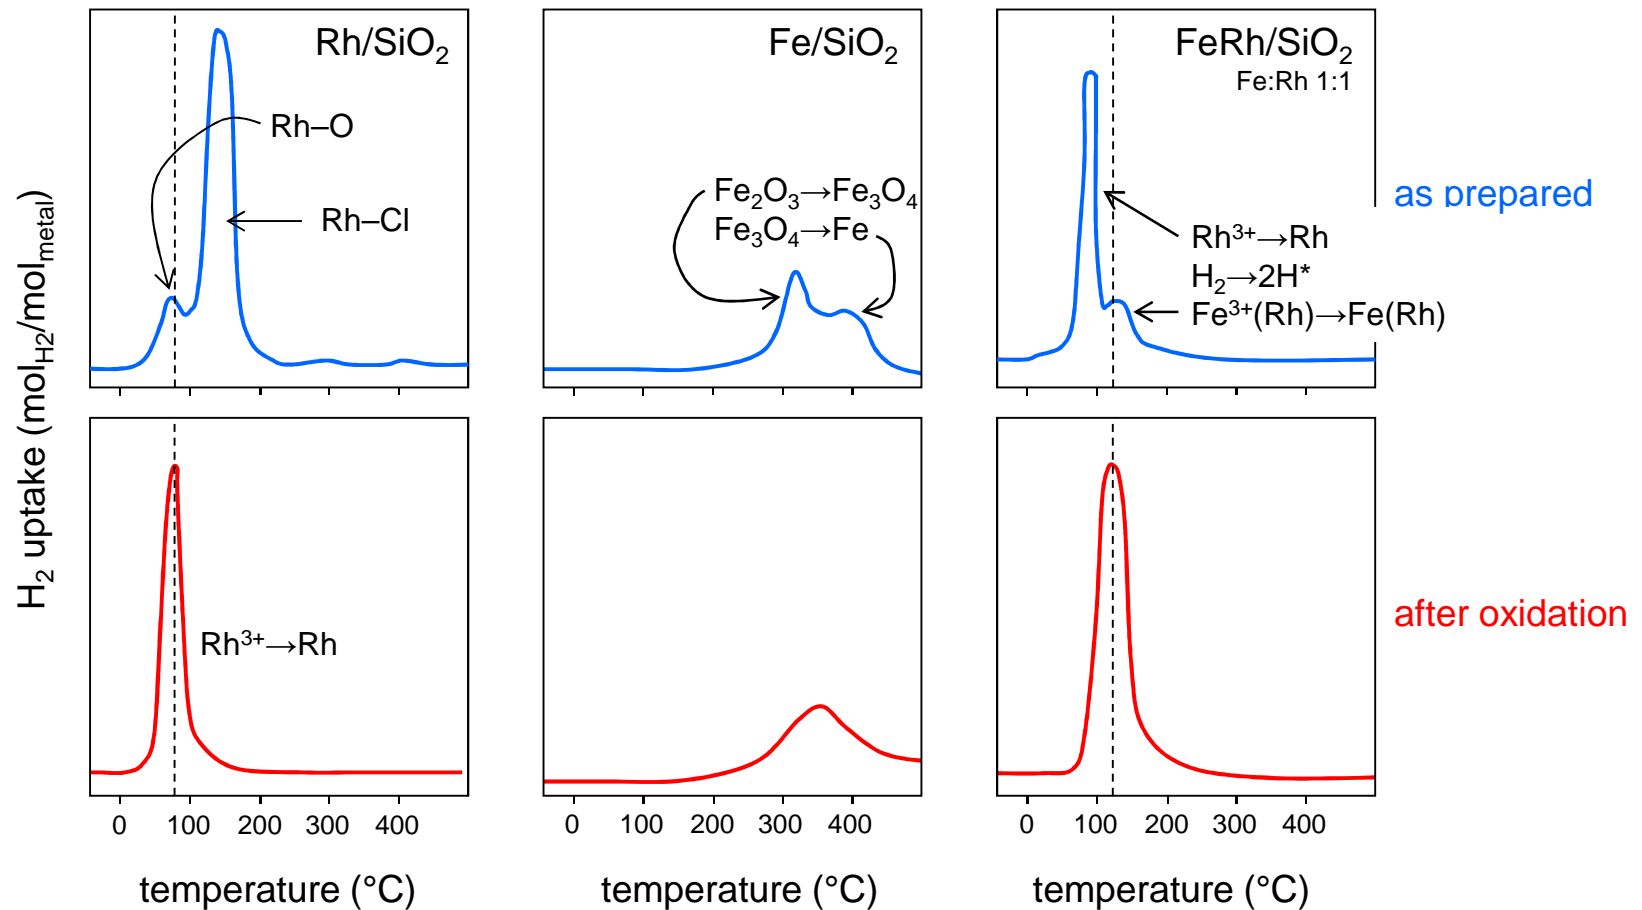 H₂ uptake (mol_H2/mol_metal)
Rh/SiO₂
Rh–O
Rh–Cl
Fe/SiO₂
Fe₂O₃→Fe₃O₄
Fe₃O₄→Fe
FeRh/SiO₂
Fe:Rh 1:1
Rh³⁺→Rh
H₂→2H*
Fe³⁺(Rh)→Fe(Rh)
as prepared
Rh³⁺→Rh
after oxidation
0 100 200 300 400
0 100 200 300 400
0 100 200 300 400
temperature (°C)
temperature (°C)
temperature (°C)